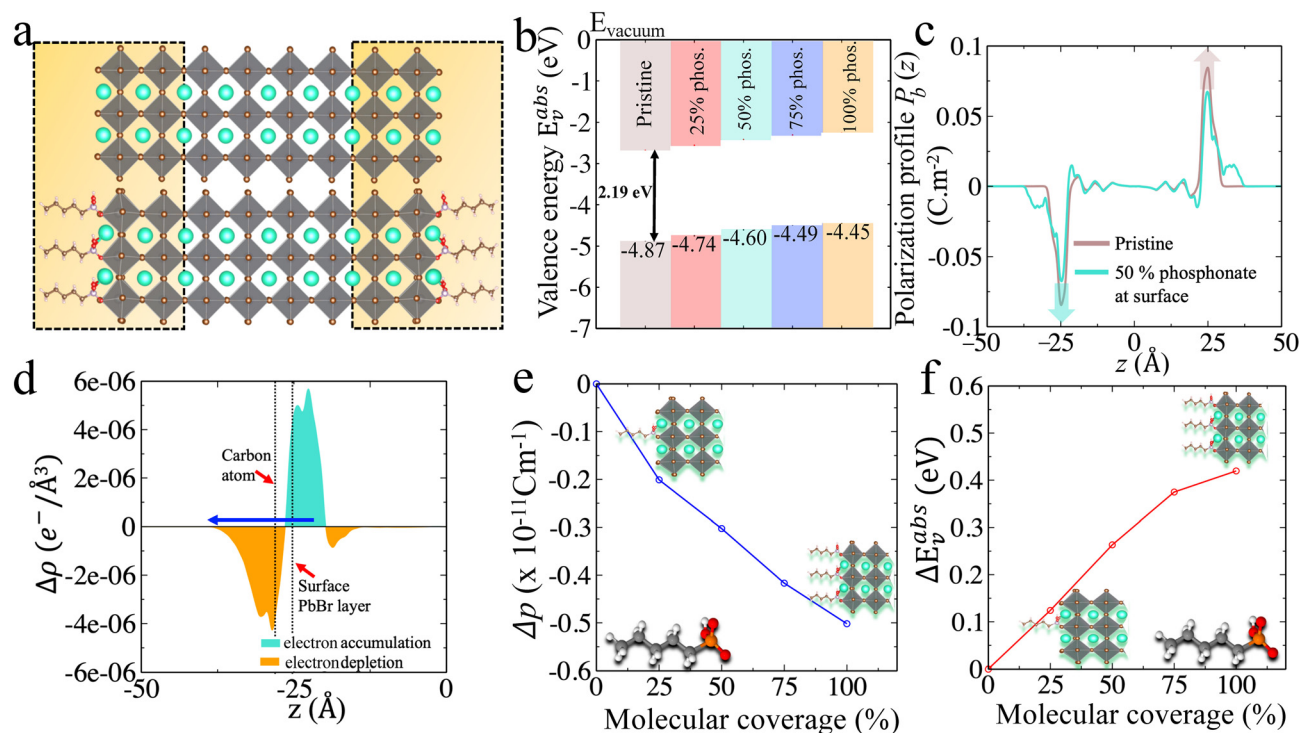 a
b
E_vacuum
Valence energy E_v^abs (eV)
0
-1
-2
-3
-4
-5
-6
-7
Pristine
25% phos.
50% phos.
75% phos.
100% phos.
2.19 eV
-4.87
-4.74
-4.60
-4.49
-4.45
c
Polarization profile P_b(z)
(C.m⁻²)
0.1
0.05
0
-0.05
-0.1
Pristine
50 % phosphonate
at surface
−50
−25
0
25
50
z (Å)
d
Δρ (e⁻/Å³)
6e-06
4e-06
2e-06
0
-2e-06
-4e-06
-6e-06
Carbon
atom
Surface
PbBr layer
electron accumulation
electron depletion
-50
-25
0
z (Å)
e
Δp (x 10⁻¹¹Cm⁻¹)
0
-0.1
-0.2
-0.3
-0.4
-0.5
-0.6
0
25
50
75
100
Molecular coverage (%)
f
ΔE_v^abs (eV)
0.6
0.5
0.4
0.3
0.2
0.1
0
0
25
50
75
100
Molecular coverage (%)